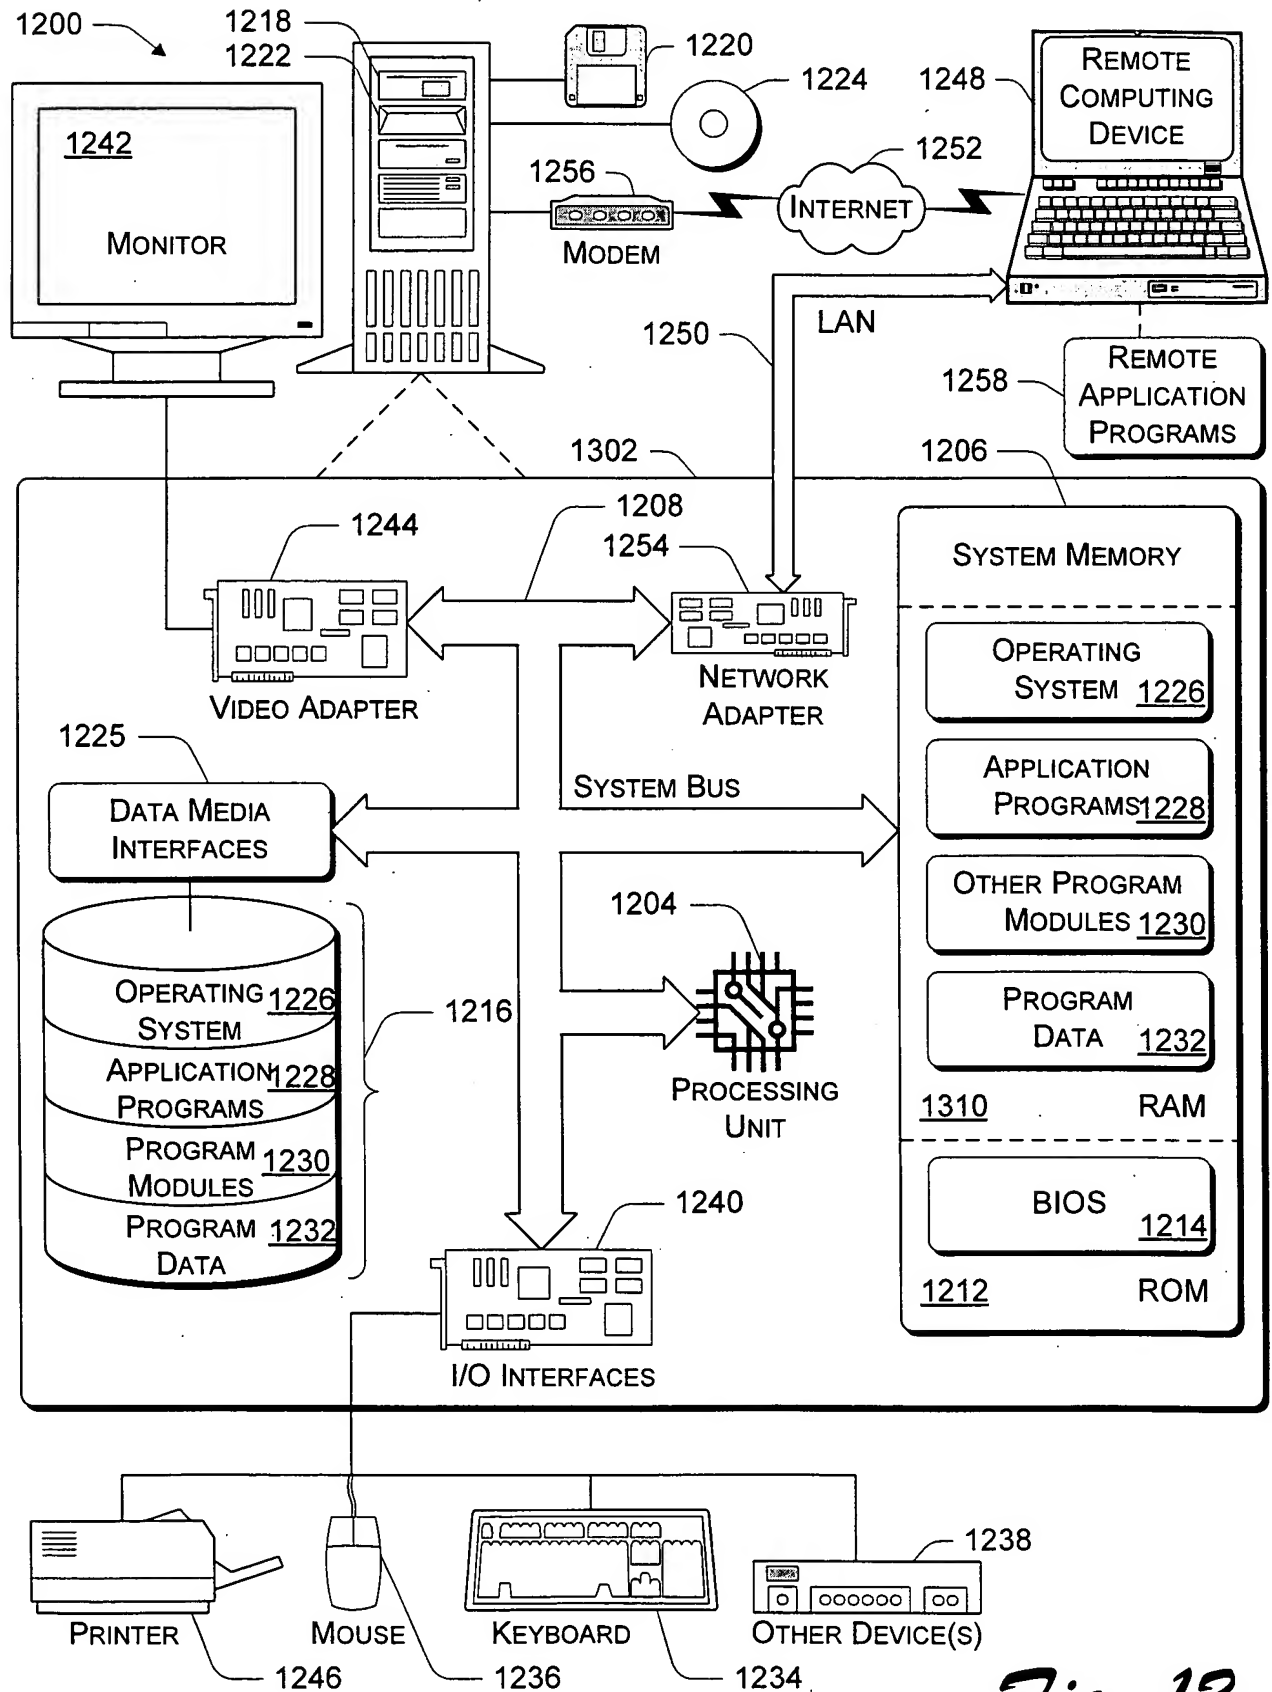 1200
1218
1222
1220
1224
1248
REMOTE
COMPUTING
DEVICE
1242
MONITOR
1256
MODEM
1252
INTERNET
LAN
1250
1258
REMOTE
APPLICATION
PROGRAMS
1302
1206
1244
1208
1254
VIDEO ADAPTER
NETWORK
ADAPTER
SYSTEM MEMORY
OPERATING
SYSTEM 1226
APPLICATION
PROGRAMS 1228
OTHER PROGRAM
MODULES 1230
PROGRAM
DATA 1232
1310 RAM
BIOS
1214
1212 ROM
1225
DATA MEDIA
INTERFACES
SYSTEM BUS
1204
PROCESSING
UNIT
OPERATING 1226
SYSTEM
APPLICATION 1228
PROGRAMS
PROGRAM 1230
MODULES
PROGRAM 1232
DATA
1216
1240
I/O INTERFACES
PRINTER
1246
MOUSE
1236
KEYBOARD
1234
1238
OTHER DEVICE(S)